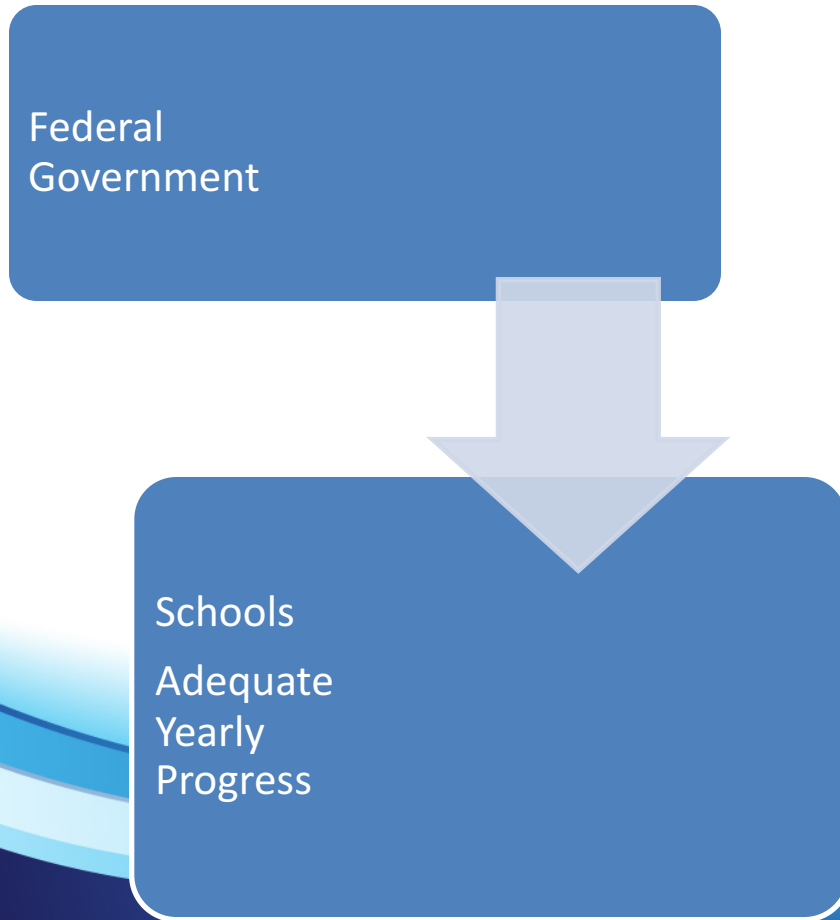 Federal
Government
Schools
Adequate
Yearly
Progress